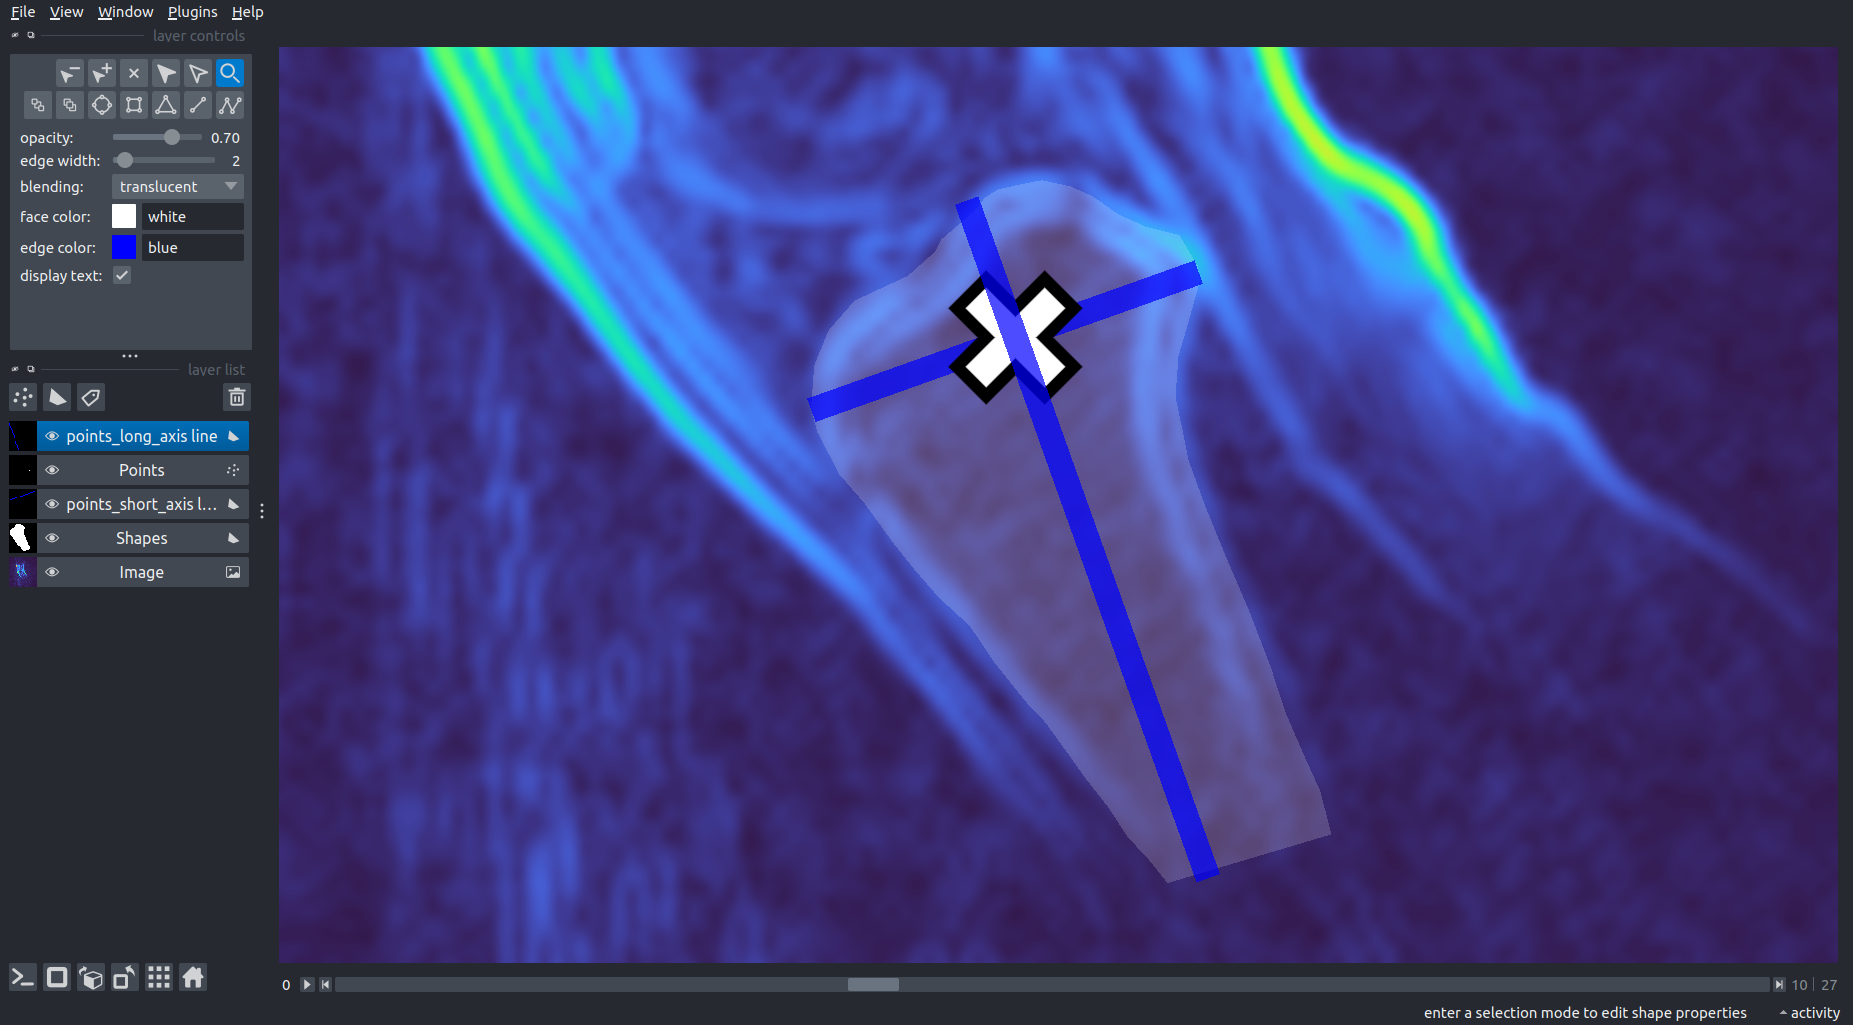 File View Window Plugins Help
layer controls
opacity: 0.70
edge width: 2
blending: translucent
face color: white
edge color: blue
display text:
layer list
points_long_axis line
Points
points_short_axis l...
Shapes
Image
0 10 | 27
enter a selection mode to edit shape properties activity